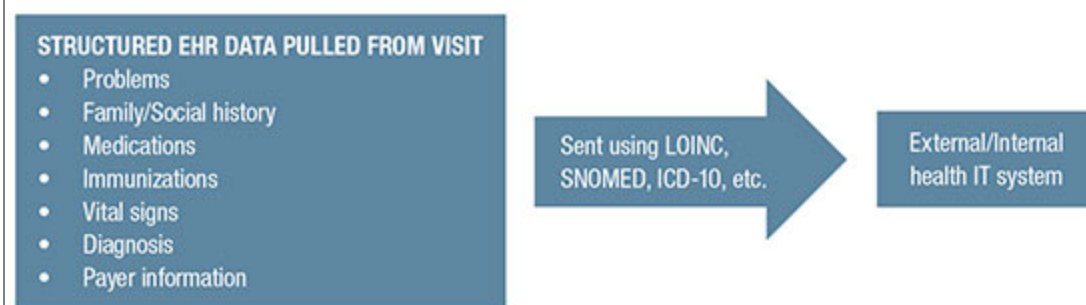 STRUCTURED EHR DATA PULLED FROM VISIT
• Problems
• Family/Social history
• Medications
• Immunizations
• Vital signs
• Diagnosis
• Payer information
Sent using LOINC,
SNOMED, ICD-10, etc.
External/Internal
health IT system